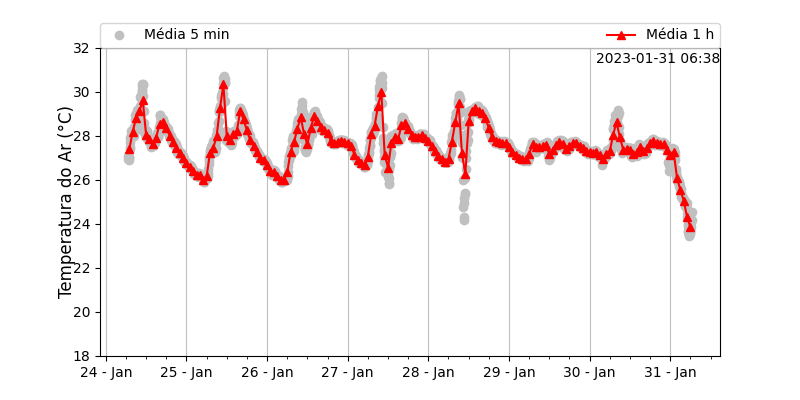 Média 5 min
Média 1 h
2023-01-31 06:38
Temperatura do Ar (°C)
32
30
28
26
24
22
20
18
24 - Jan
25 - Jan
26 - Jan
27 - Jan
28 - Jan
29 - Jan
30 - Jan
31 - Jan